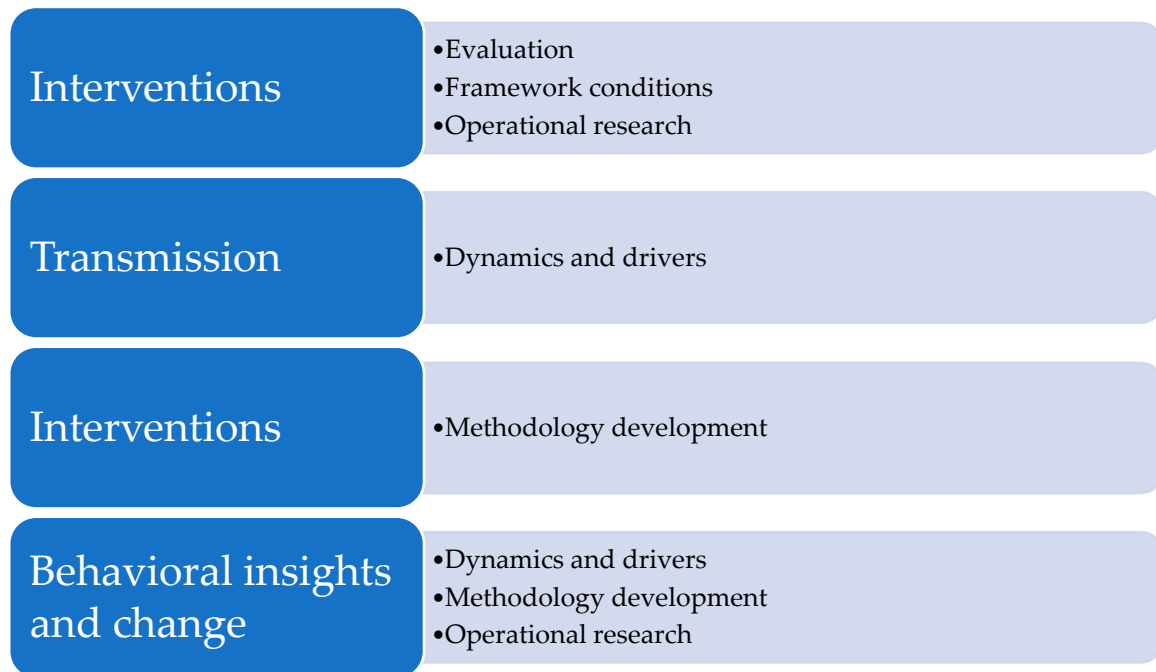 Interventions
•Evaluation
•Framework conditions
•Operational research
Transmission
•Dynamics and drivers
Interventions
•Methodology development
Behavioral insights
and change
•Dynamics and drivers
•Methodology development
•Operational research